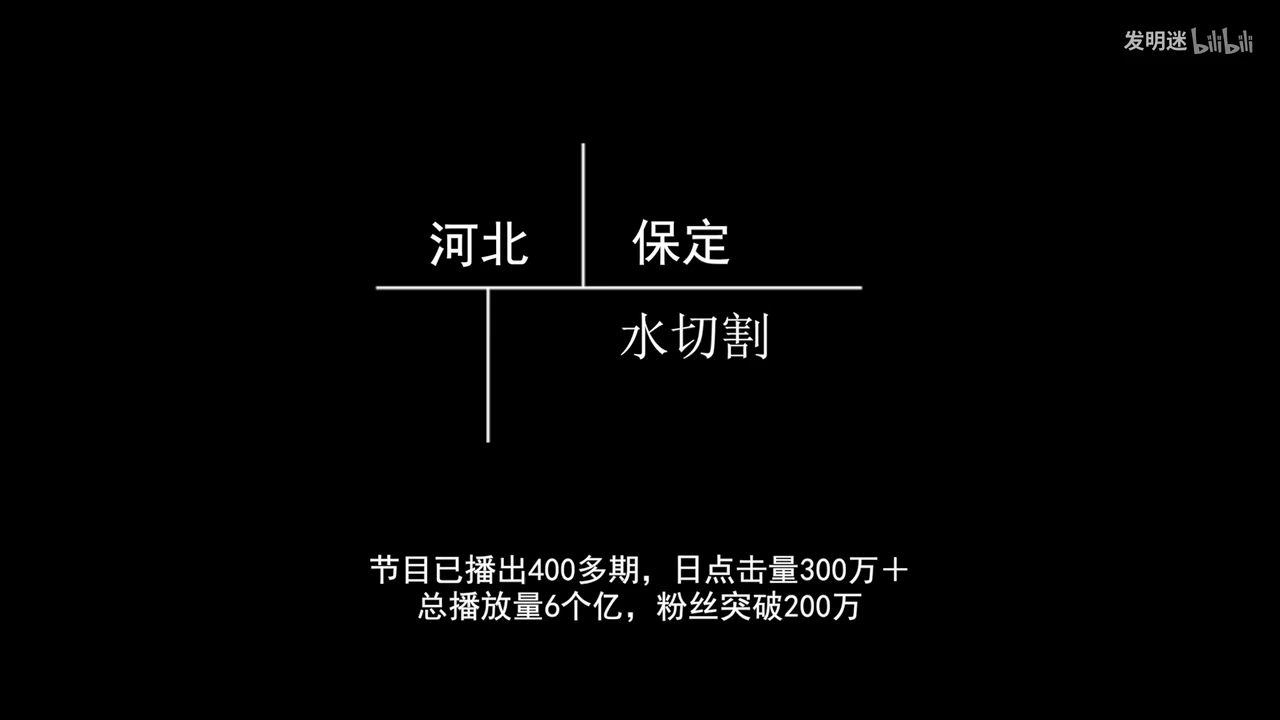 发明迷 bilibili
河北 保定
水切割
节目已播出400多期，日点击量300万＋
总播放量6个亿，粉丝突破200万